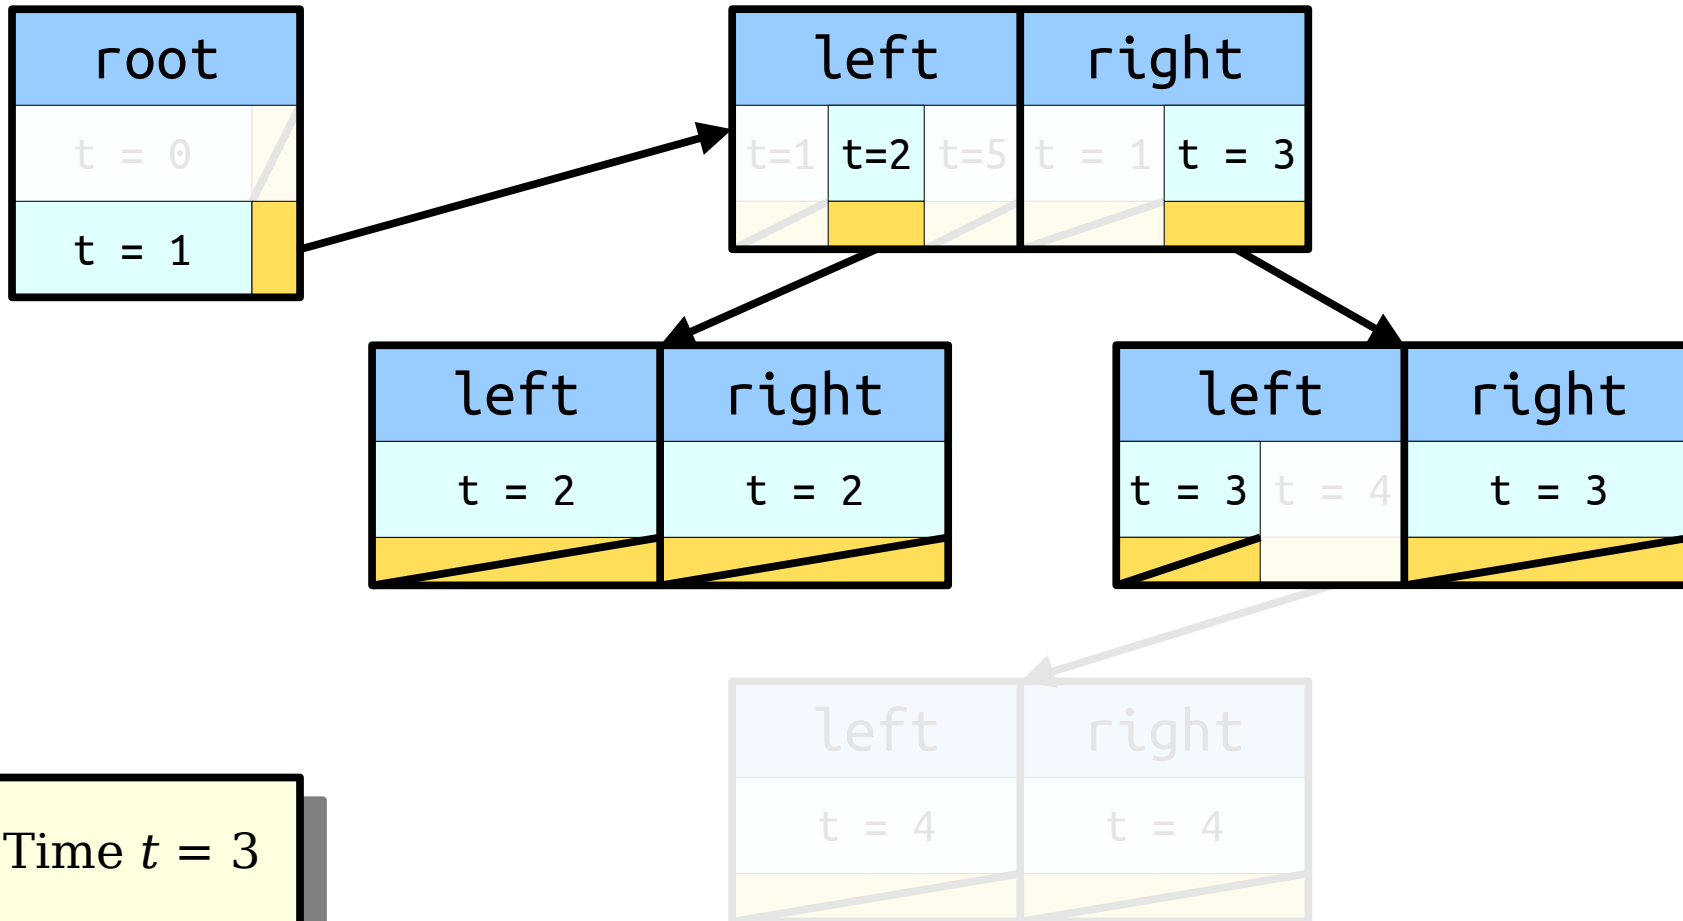 root
t = 0
t = 1
left right
t=1 t=2 t=5 t = 1 t = 3
left right
t = 2 t = 2
left right
t = 3 t = 4 t = 3
left right
t = 4 t = 4
Time t = 3